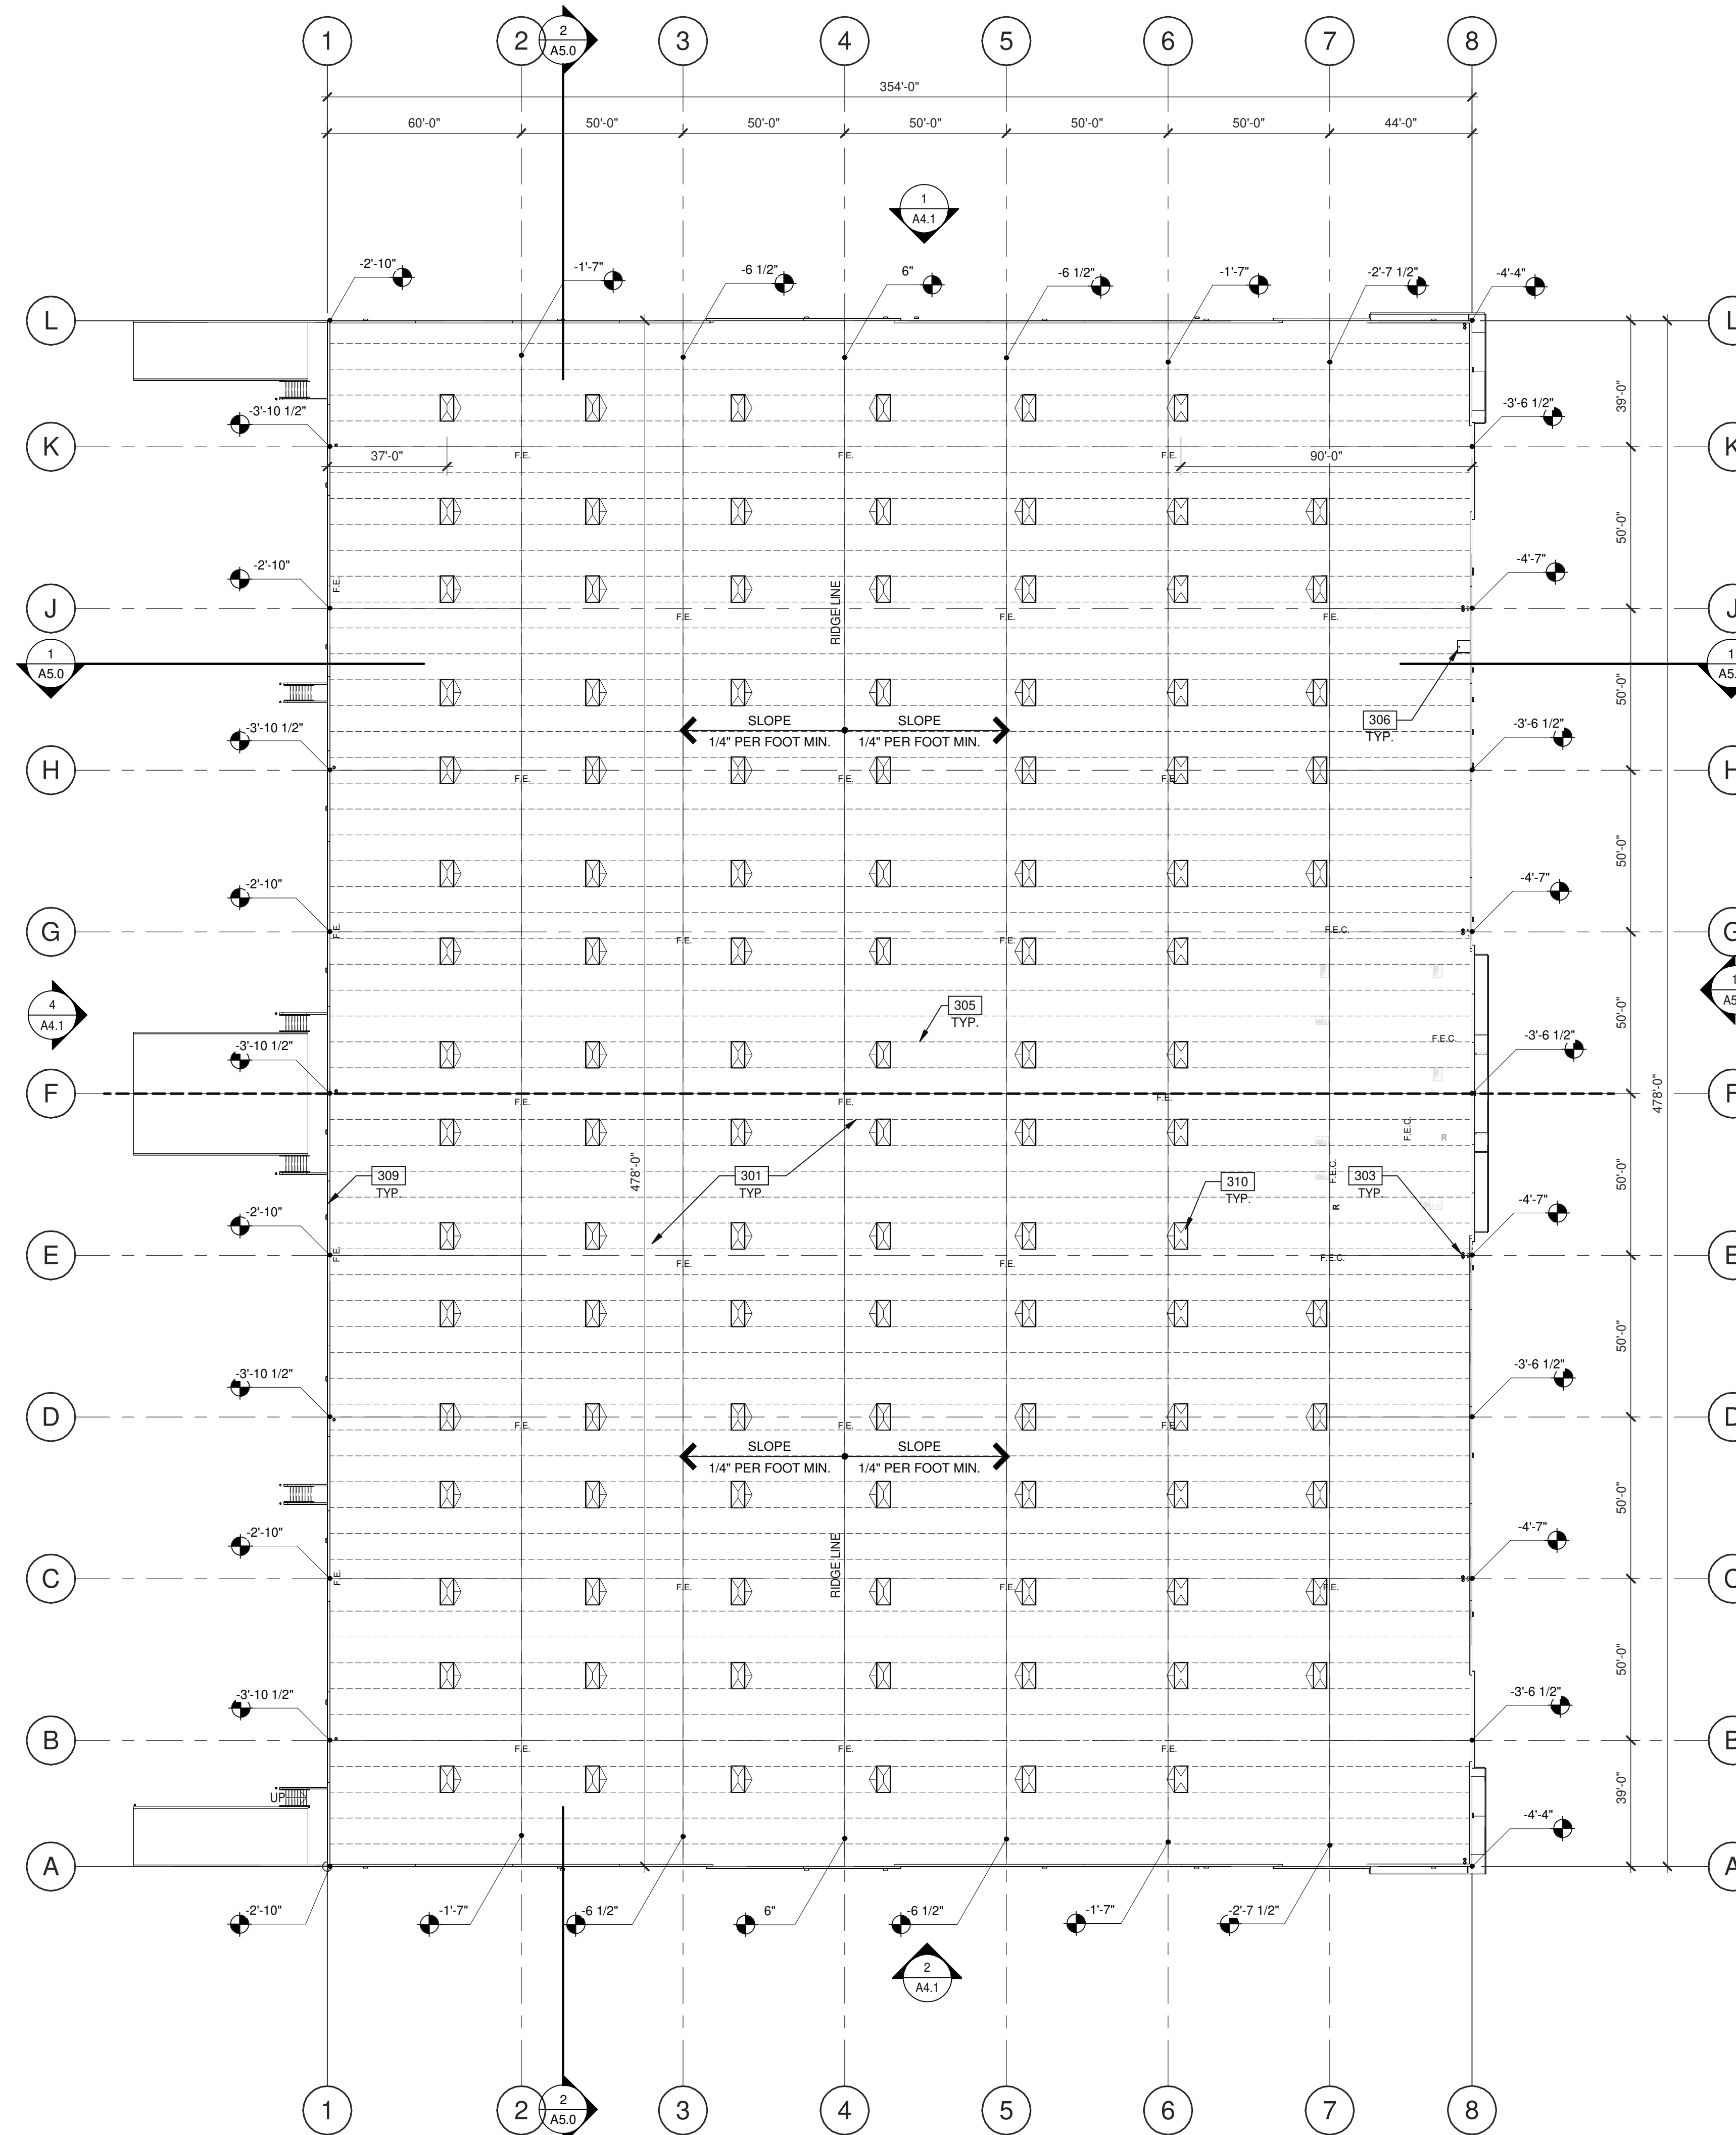 1 2 3 4 5 6 7 8
2
A5.0
354'-0"
60'-0" 50'-0" 50'-0" 50'-0" 50'-0" 50'-0" 44'-0"
1
A4.1
-2'-10" -1'-7" -6 1/2" 6" -6 1/2" -1'-7" -2'-7 1/2" -4'-4"
L L
39'-0"
-3'-10 1/2" -3'-6 1/2"
K K
F.E. F.E. F.E.
37'-0" 90'-0"
50'-0"
-2'-10" F.E. RIDGE LINE -4'-7"
J J
F.E. F.E. F.E.
1
A5.0
1
A5.
50'-0"
306
TYP.
SLOPE SLOPE
1/4" PER FOOT MIN. 1/4" PER FOOT MIN.
-3'-10 1/2" -3'-6 1/2"
H H
F.E. F.E. F.E.
50'-0"
-2'-10" -4'-7"
G F.E. F.E. F.E. F.E.C. G
4
A4.1
1
A5
305
TYP.
50'-0"
-3'-10 1/2" F.E.C. -3'-6 1/2"
F F
F.E. F.E. F.E.
478'-0"
F.E.C. R
478'-0"
309
TYP.
301
TYP.
310
TYP.
F.E.C.
R
303
TYP.
50'-0"
-2'-10" -4'-7"
E F.E. F.E. F.E. F.E.C. E
50'-0"
-3'-10 1/2" -3'-6 1/2"
D D
F.E. F.E. F.E.
SLOPE SLOPE
1/4" PER FOOT MIN. 1/4" PER FOOT MIN.
50'-0"
-2'-10" RIDGE LINE -4'-7"
C F.E. F.E. F.E. F.E. C
50'-0"
-3'-10 1/2" -3'-6 1/2"
B B
F.E. F.E. F.E.
UP
39'-0"
-4'-4"
A A
-2'-10" -1'-7" -6 1/2" 6" -6 1/2" -1'-7" -2'-7 1/2"
2
A4.1
1 2 3 4 5 6 7 8
2
A5.0